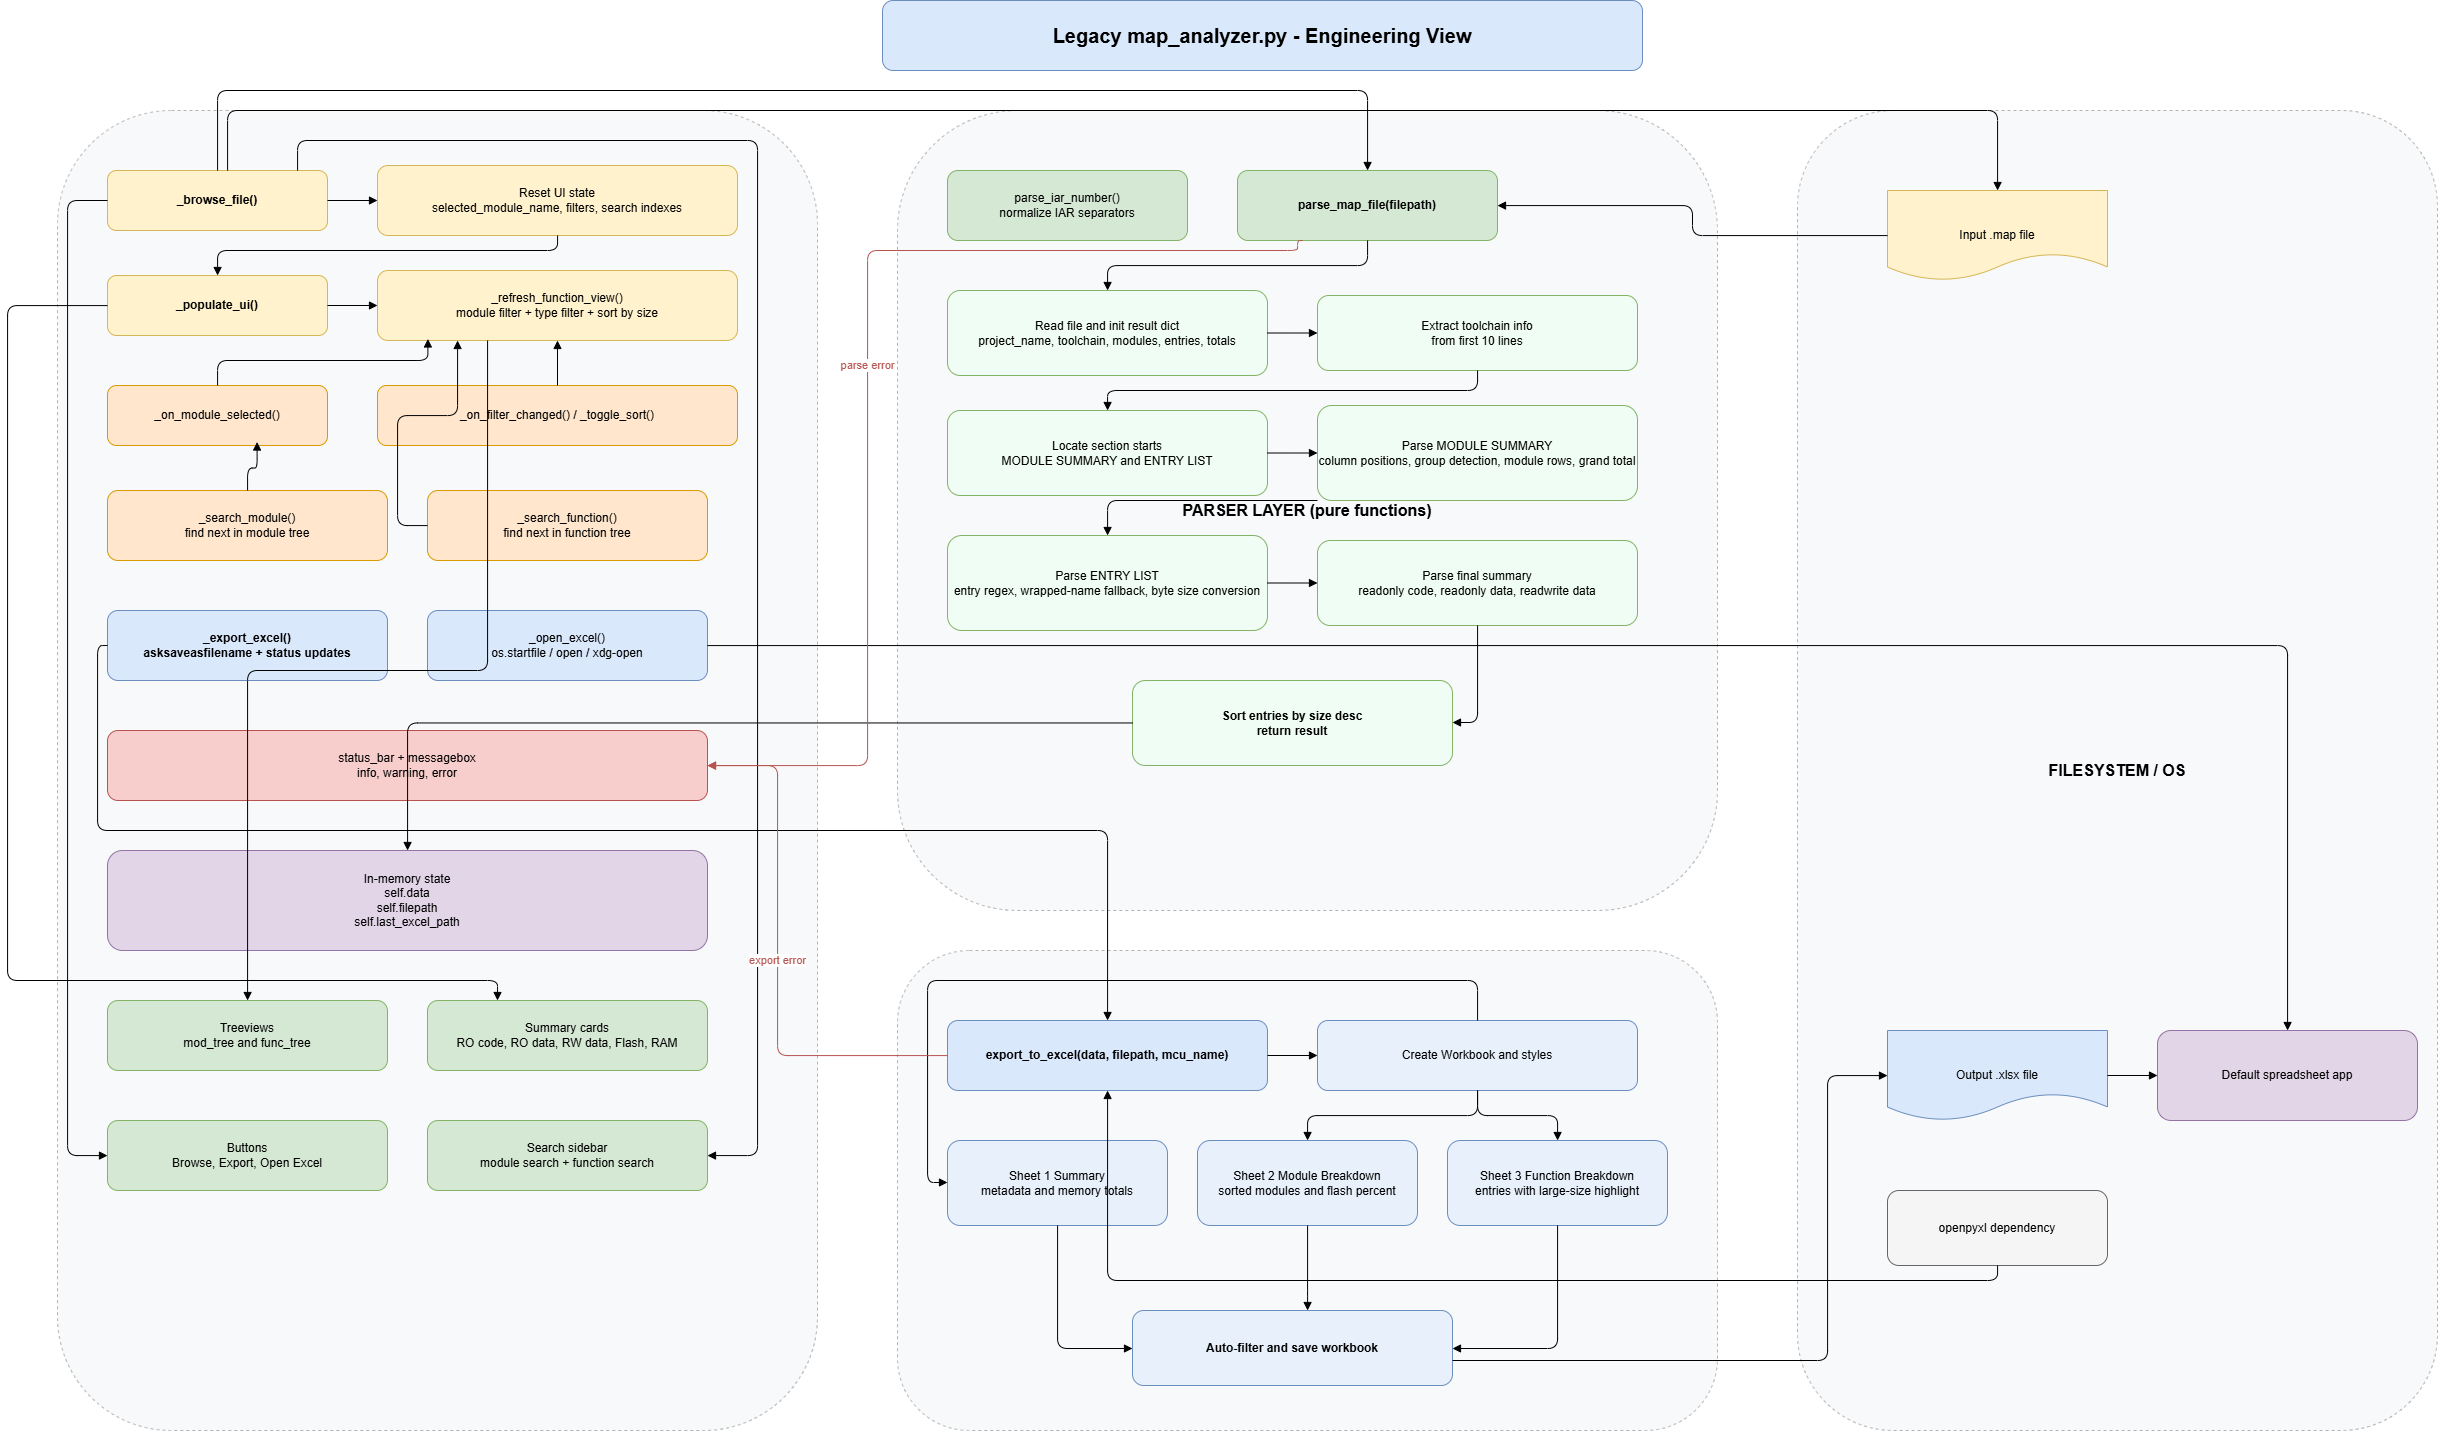 Legacy map_analyzer.py - Engineering View
_browse_file()
Reset UI state
selected_module_name, filters, search indexes
_populate_ui()
_refresh_function_view()
module filter + type filter + sort by size
_on_module_selected()
_on_filter_changed() / _toggle_sort()
_search_module()
find next in module tree
_search_function()
find next in function tree
_export_excel()
asksaveasfilename + status updates
_open_excel()
os.startfile / open / xdg-open
status_bar + messagebox
info, warning, error
In-memory state
self.data
self.filepath
self.last_excel_path
Treeviews
mod_tree and func_tree
Summary cards
RO code, RO data, RW data, Flash, RAM
Buttons
Browse, Export, Open Excel
Search sidebar
module search + function search
parse error
export error
parse_iar_number()
normalize IAR separators
parse_map_file(filepath)
Read file and init result dict
project_name, toolchain, modules, entries, totals
Extract toolchain info
from first 10 lines
Locate section starts
MODULE SUMMARY and ENTRY LIST
Parse MODULE SUMMARY
column positions, group detection, module rows, grand total
PARSER LAYER (pure functions)
Parse ENTRY LIST
entry regex, wrapped-name fallback, byte size conversion
Parse final summary
readonly code, readonly data, readwrite data
Sort entries by size desc
return result
export_to_excel(data, filepath, mcu_name)
Create Workbook and styles
Sheet 1 Summary
metadata and memory totals
Sheet 2 Module Breakdown
sorted modules and flash percent
Sheet 3 Function Breakdown
entries with large-size highlight
Auto-filter and save workbook
Input .map file
FILESYSTEM / OS
Output .xlsx file
Default spreadsheet app
openpyxl dependency